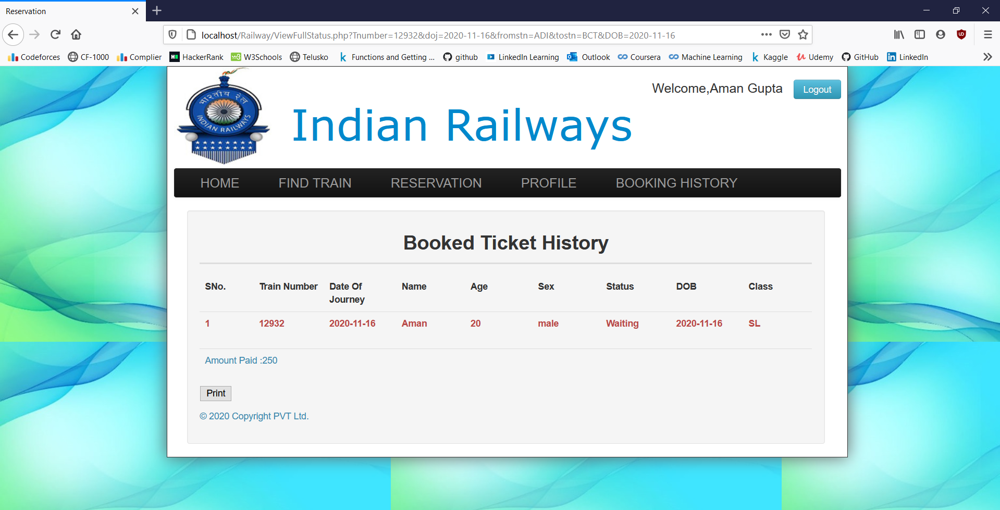 Reservation
localhost/Railway/ViewFullStatus.php?Tnumber=12932&doj=2020-11-16&fromstn=ADI&tostn=BCT&DOB=2020-11-16
Codeforces CF-1000 Complier HackerRank W3Schools Telusko Functions and Getting ... github LinkedIn Learning Outlook Coursera Machine Learning Kaggle Udemy GitHub LinkedIn
भारतीय रेल
INDIAN RAILWAYS
Welcome,Aman Gupta Logout
Indian Railways
HOME FIND TRAIN RESERVATION PROFILE BOOKING HISTORY
Booked Ticket History
SNo. Train Number Date Of Journey Name Age Sex Status DOB Class
1 12932 2020-11-16 Aman 20 male Waiting 2020-11-16 SL
Amount Paid :250
Print
© 2020 Copyright PVT Ltd.